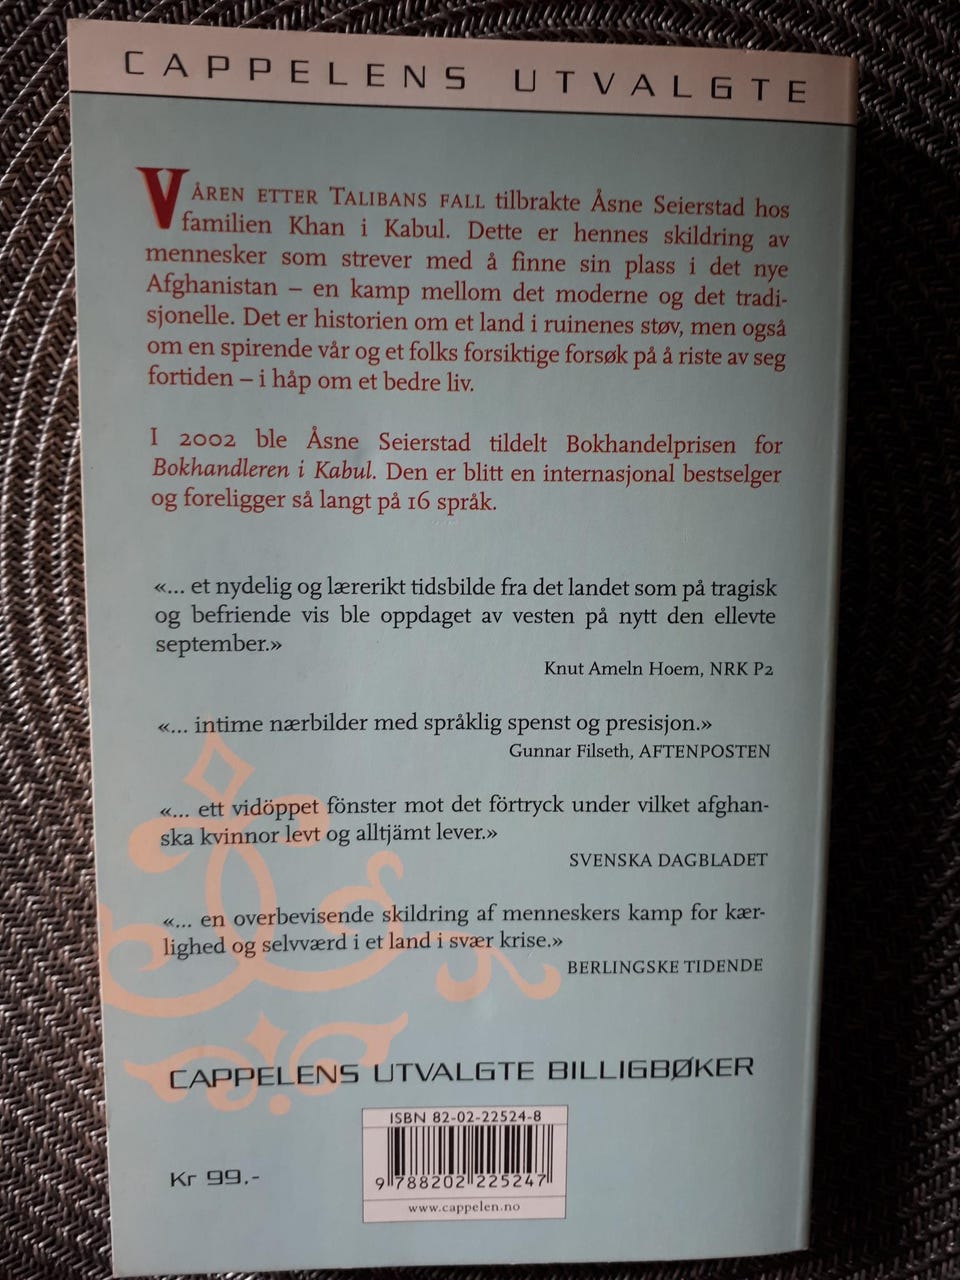 CAPPELENS UTVALGTE
VÅREN ETTER TALIBANS FALL tilbrakte Åsne Seierstad hos
familien Khan i Kabul. Dette er hennes skildring av
mennesker som strever med å finne sin plass i det nye
Afghanistan – en kamp mellom det moderne og det tradi-
sjonelle. Det er historien om et land i ruinenes støv, men også
om en spirende vår og et folks forsiktige forsøk på å riste av seg
fortiden – i håp om et bedre liv.
I 2002 ble Åsne Seierstad tildelt Bokhandelprisen for
Bokhandleren i Kabul. Den er blitt en internasjonal bestselger
og foreligger så langt på 16 språk.
«... et nydelig og lærerikt tidsbilde fra det landet som på tragisk
og befriende vis ble oppdaget av vesten på nytt den ellevte
september.»
Knut Ameln Hoem, NRK P2
«... intime nærbilder med språklig spenst og presisjon.»
Gunnar Filseth, AFTENPOSTEN
«... ett vidöppet fönster mot det förtryck under vilket afghan-
ska kvinnor levt og alltjämt lever.»
SVENSKA DAGBLADET
«... en overbevisende skildring af menneskers kamp for kær-
lighed og selvværd i et land i svær krise.»
BERLINGSKE TIDENDE
CAPPELENS UTVALGTE BILLIGBØKER
ISBN 82-02-22524-8
Kr 99,-
9 788202 225247
www.cappelen.no